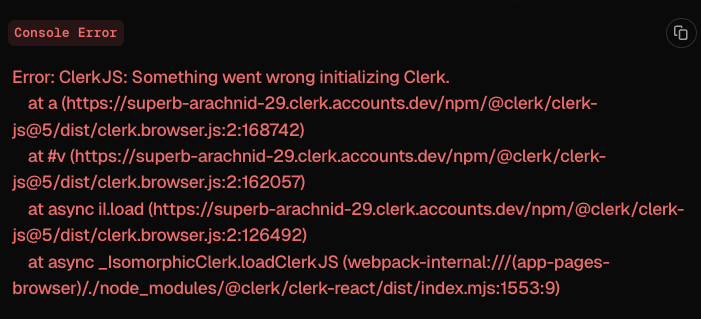 Console Error
Error: ClerkJS: Something went wrong initializing Clerk.
at a (https://superb-arachnid-29.clerk.accounts.dev/npm/@clerk/clerk-
js@5/dist/clerk.browser.js:2:168742)
at #v (https://superb-arachnid-29.clerk.accounts.dev/npm/@clerk/clerk-
js@5/dist/clerk.browser.js:2:162057)
at async il.load (https://superb-arachnid-29.clerk.accounts.dev/npm/@clerk/clerk-
js@5/dist/clerk.browser.js:2:126492)
at async _IsomorphicClerk.loadClerkJS (webpack-internal:///(app-pages-
browser)/./node_modules/@clerk/clerk-react/dist/index.mjs:1553:9)